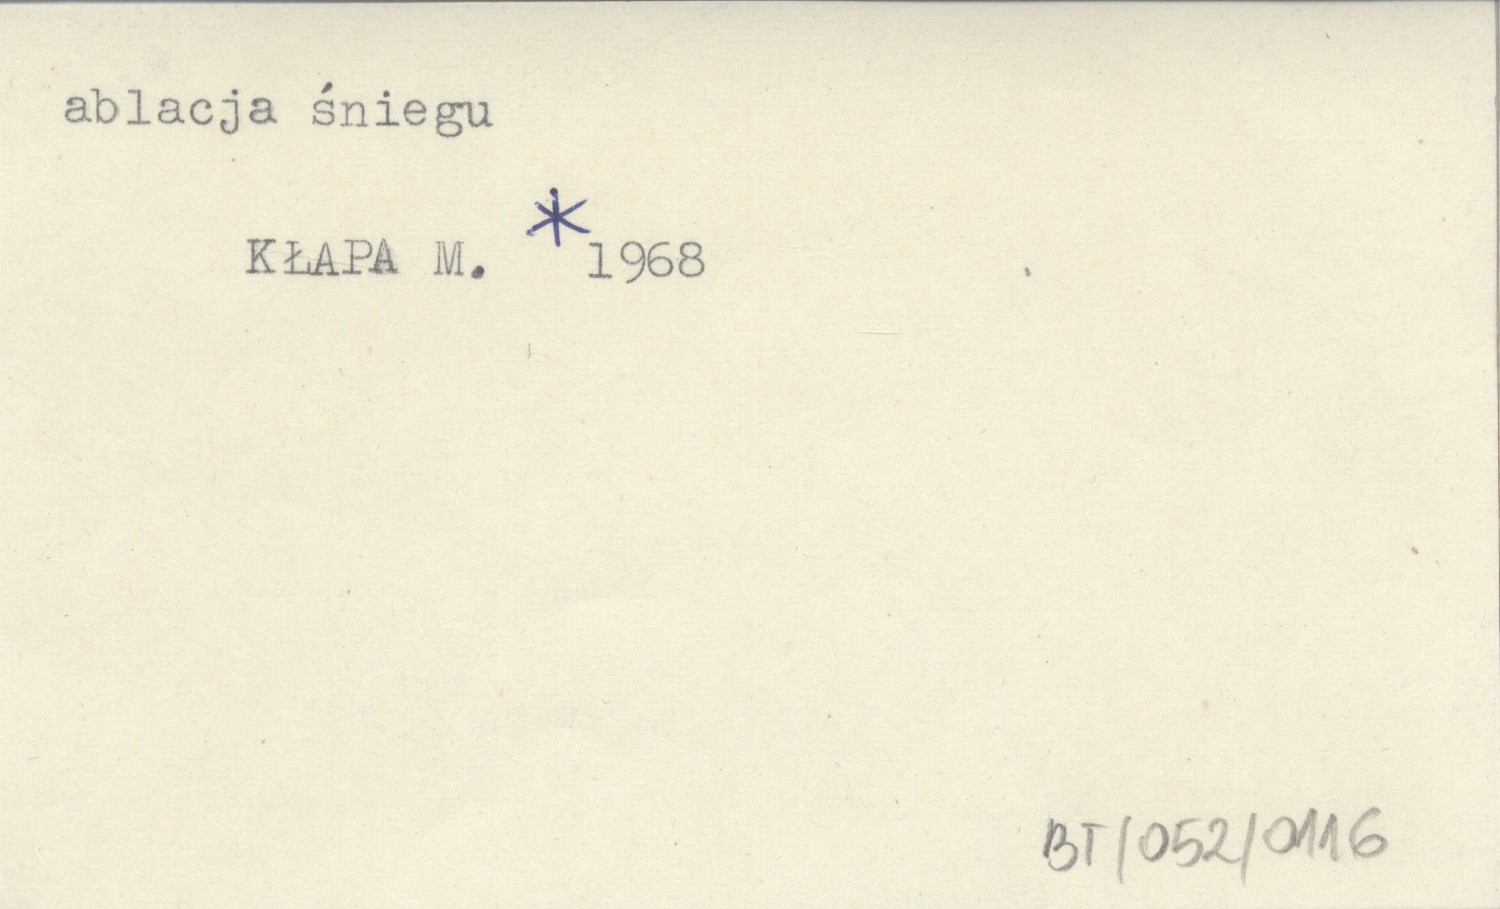 ablacja śniegu
KŁAPA M. * 1968
BT/052/0116